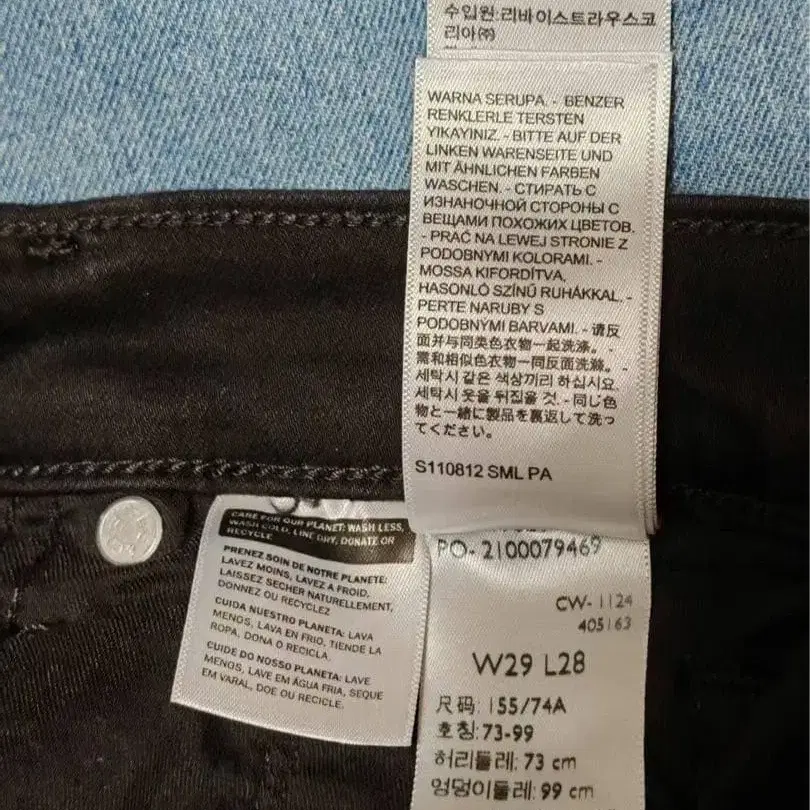 수입원:리바이스트라우스코
리아㈜
WARNA SERUPA. - BENZER
RENKLERLE TERSTEN
YIKAYINIZ. - BITTE AUF DER
LINKEN WARENSEITE UND
MIT ÄHNLICHEN FARBEN
WASCHEN. - СТИРАТЬ С
ИЗНАНОЧНОЙ СТОРОНЫ С
ВЕЩАМИ ПОХОЖИХ ЦВЕТОВ.
- PRAĆ NA LEWEJ STRONIE Z
PODOBNYMI KOLORAMI. -
MOSSA KIFORDÍTVA,
HASONLÓ SZÍNŰ RUHÁKKAL. -
PERTE NARUBY S
PODOBNÝMI BARVAMI. - 请反
面并与同类色衣物一起洗涤。 -
需和相似色衣物一同反面洗滌。 -
세탁시 같은 색상끼리 하십시요.
세탁시 옷을 뒤집을 것. - 同じ色
物と一緒に製品を裏返して洗っ
てください。
S110812 SML PA
CARE FOR OUR PLANET: WASH LESS,
WASH COLD, LINE DRY, DONATE OR
RECYCLE
PRENEZ SOIN DE NOTRE PLANETE:
LAVEZ MOINS, LAVEZ A FROID,
LAISSEZ SECHER NATURELLEMENT,
DONNEZ OU RECYCLEZ
CUIDA NUESTRO PLANETA: LAVA
MENOS, LAVA EN FRIO, TIENDE LA
ROPA, DONA O RECICLA.
CUIDE DO NOSSO PLANETA: LAVE
MENOS, LAVE EM ÁGUA FRIA, SEQUE
EM VARAL, DOE OU RECICLE.
PO- 2100079469
CW- 1124
405163
W29 L28
尺码: 155/74A
호칭: 73-99
허리둘레: 73 cm
엉덩이둘레: 99 cm